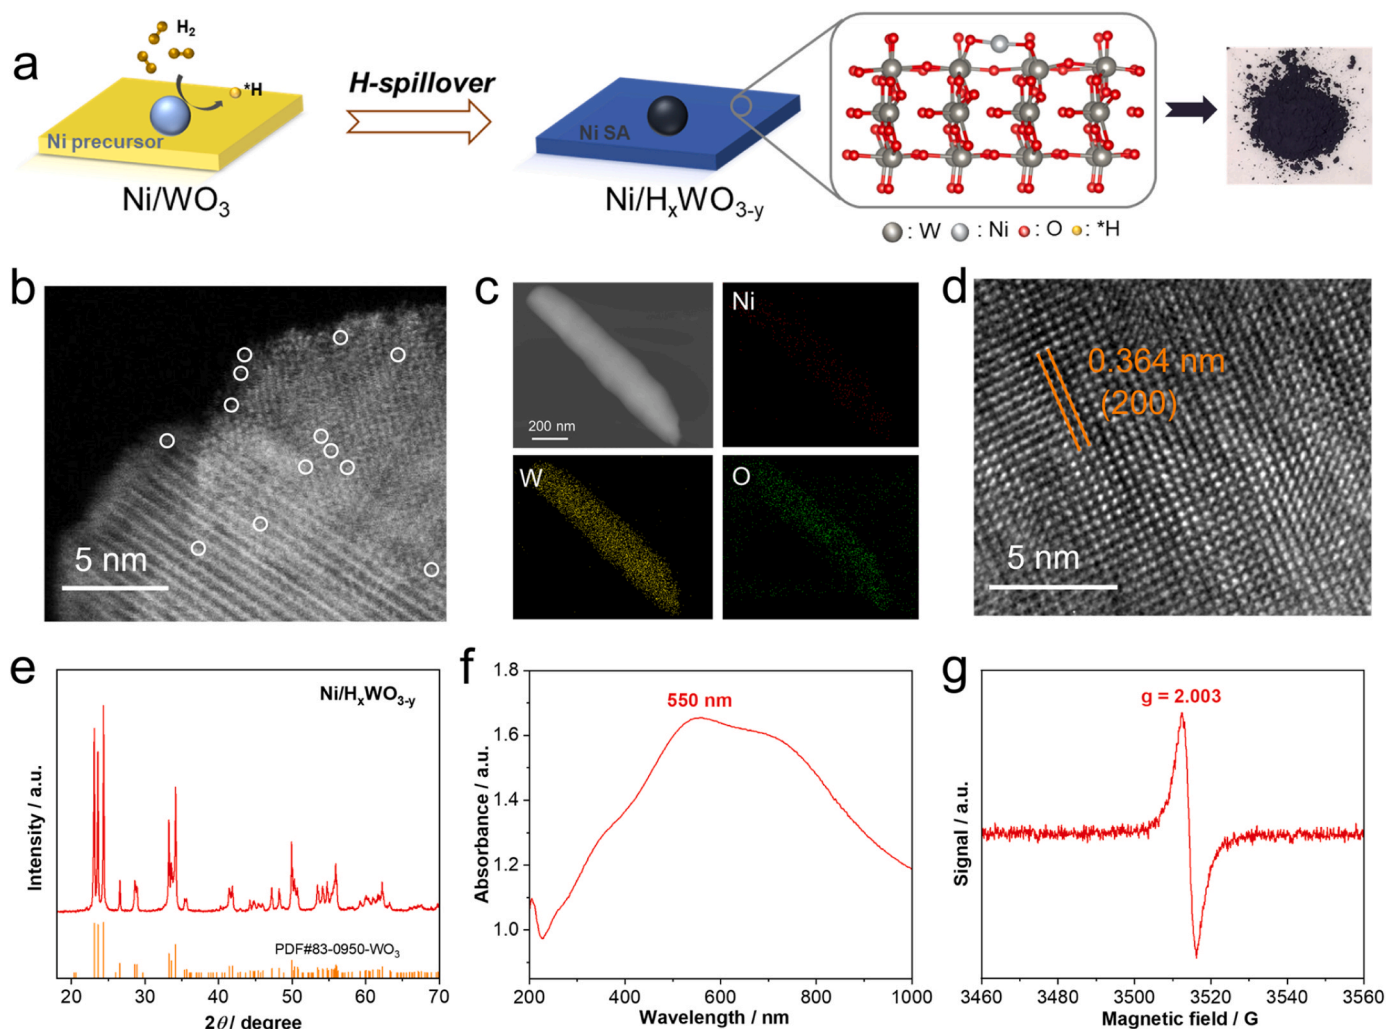 a
H₂
*H
Ni precursor
Ni/WO₃
H-spillover
Ni SA
Ni/HₓWO₃₋ᵧ
: W : Ni : O : *H
b
5 nm
c
200 nm
Ni
W
O
d
0.364 nm
(200)
5 nm
e
Ni/HₓWO₃₋ᵧ
PDF#83-0950-WO₃
Intensity / a.u.
20 30 40 50 60 70
2θ / degree
f
550 nm
Absorbance / a.u.
1.8
1.6
1.4
1.2
1.0
200 400 600 800 1000
Wavelength / nm
g
g = 2.003
Signal / a.u.
3460 3480 3500 3520 3540 3560
Magnetic field / G